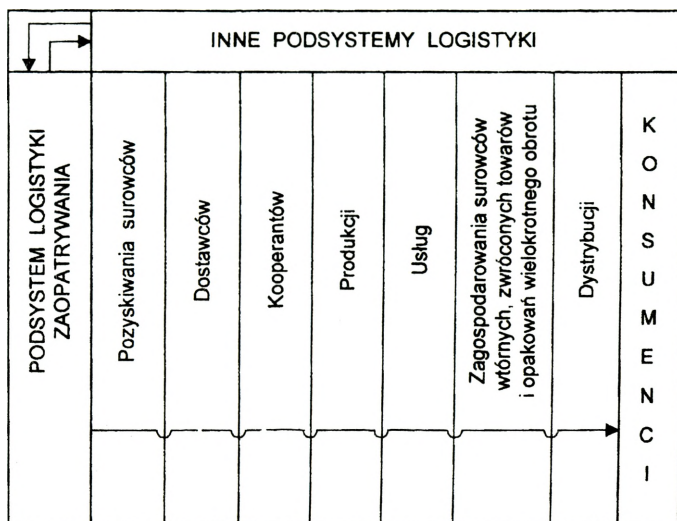 INNE PODSYSTEMY LOGISTYKI
PODSYSTEM LOGISTYKI
ZAOPATRYWANIA
Pozyskiwania surowców
Dostawców
Kooperantów
Produkcji
Usług
Zagospodarowania surowców
wtórnych, zwróconych towarów
i opakowań wielokrotnego obrotu
Dystrybucji
KONSUMENCI